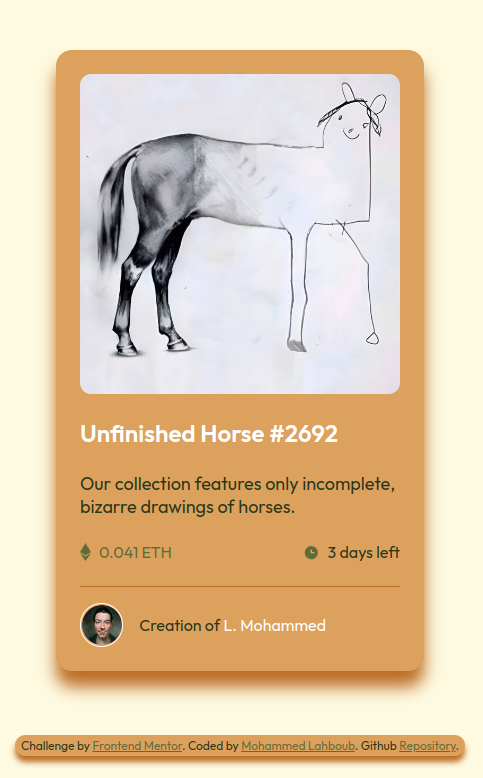 Unfinished Horse #2692
Our collection features only incomplete,
bizarre drawings of horses.
0.041 ETH
3 days left
Creation of L. Mohammed
Challenge by Frontend Mentor. Coded by Mohammed Lahboub. Github Repository.